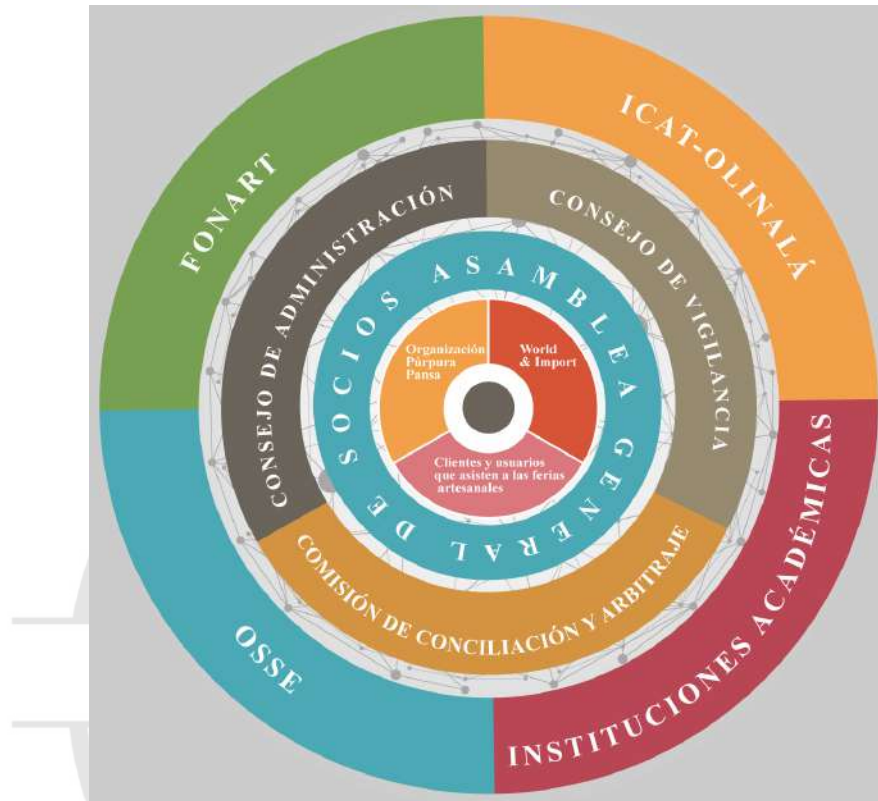 FONART
ICAT-OLINALÁ
CONSEJO DE ADMINISTRACIÓN
CONSEJO DE VIGILANCIA
ASAMBLEA GENERAL DE SOCIOS
Organización
Púrpura
Pansa
World
& Import
Clientes y usuarios
que asisten a las ferias
artesanales
COMISIÓN DE CONCILIACIÓN Y ARBITRAJE
OSSE
INSTITUCIONES ACADÉMICAS